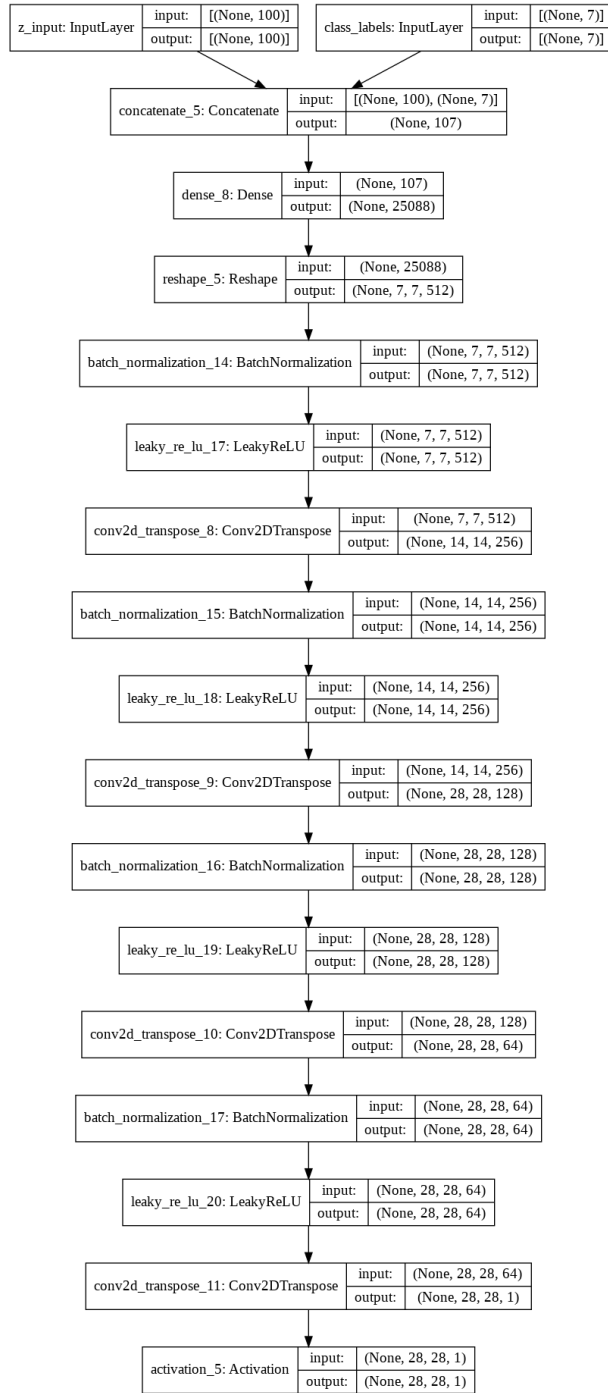 z_input: InputLayer
input:
[(None, 100)]
output:
[(None, 100)]
class_labels: InputLayer
input:
[(None, 7)]
output:
[(None, 7)]
concatenate_5: Concatenate
input:
[(None, 100), (None, 7)]
output:
(None, 107)
dense_8: Dense
input:
(None, 107)
output:
(None, 25088)
reshape_5: Reshape
input:
(None, 25088)
output:
(None, 7, 7, 512)
batch_normalization_14: BatchNormalization
input:
(None, 7, 7, 512)
output:
(None, 7, 7, 512)
leaky_re_lu_17: LeakyReLU
input:
(None, 7, 7, 512)
output:
(None, 7, 7, 512)
conv2d_transpose_8: Conv2DTranspose
input:
(None, 7, 7, 512)
output:
(None, 14, 14, 256)
batch_normalization_15: BatchNormalization
input:
(None, 14, 14, 256)
output:
(None, 14, 14, 256)
leaky_re_lu_18: LeakyReLU
input:
(None, 14, 14, 256)
output:
(None, 14, 14, 256)
conv2d_transpose_9: Conv2DTranspose
input:
(None, 14, 14, 256)
output:
(None, 28, 28, 128)
batch_normalization_16: BatchNormalization
input:
(None, 28, 28, 128)
output:
(None, 28, 28, 128)
leaky_re_lu_19: LeakyReLU
input:
(None, 28, 28, 128)
output:
(None, 28, 28, 128)
conv2d_transpose_10: Conv2DTranspose
input:
(None, 28, 28, 128)
output:
(None, 28, 28, 64)
batch_normalization_17: BatchNormalization
input:
(None, 28, 28, 64)
output:
(None, 28, 28, 64)
leaky_re_lu_20: LeakyReLU
input:
(None, 28, 28, 64)
output:
(None, 28, 28, 64)
conv2d_transpose_11: Conv2DTranspose
input:
(None, 28, 28, 64)
output:
(None, 28, 28, 1)
activation_5: Activation
input:
(None, 28, 28, 1)
output:
(None, 28, 28, 1)